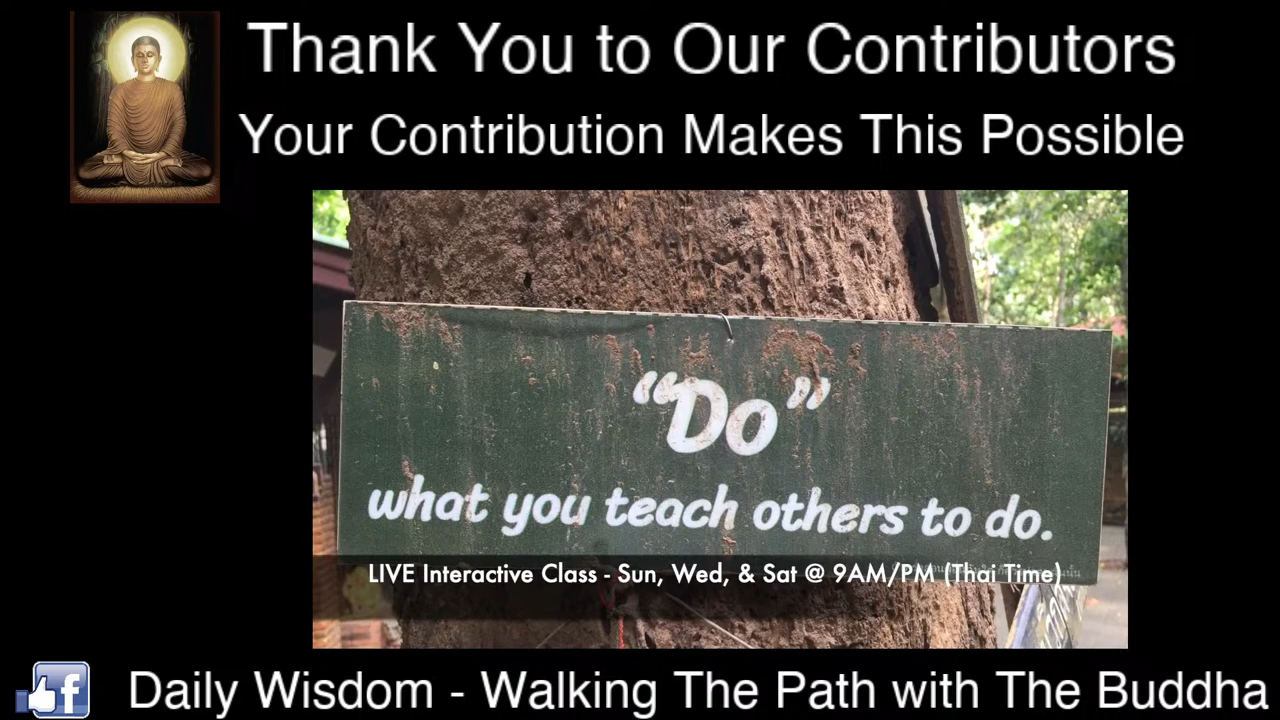 Thank You to Our Contributors
Your Contribution Makes This Possible
“Do”
what you teach others to do.
LIVE Interactive Class - Sun, Wed, & Sat @ 9AM/PM (Thai Time)
Daily Wisdom - Walking The Path with The Buddha